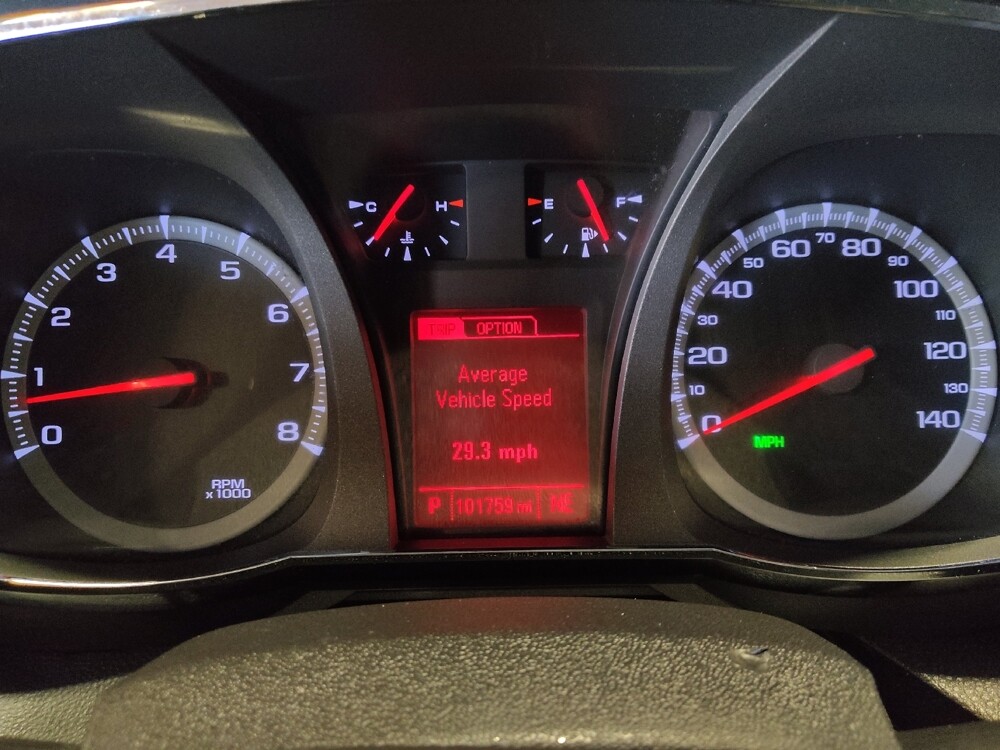 C H
E F
0
1
2
3
4
5
6
7
8
RPM
x1000
TRIP OPTION
Average
Vehicle Speed
29.3 mph
P 101759 mi NE
0
10
20
30
40
50
60
70
80
90
100
110
120
130
140
MPH